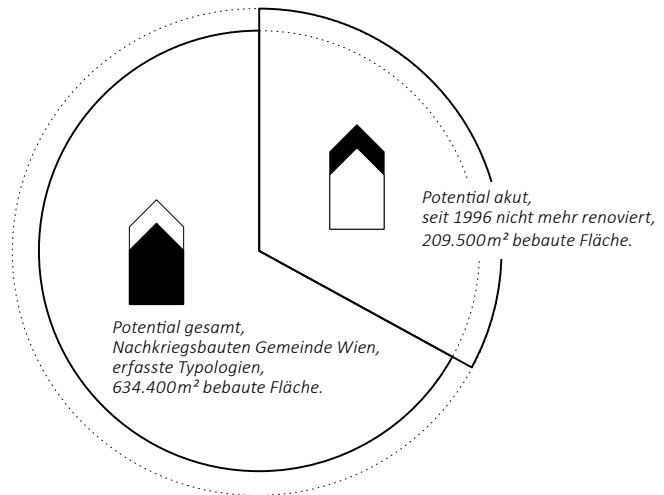 Potential akut,
seit 1996 nicht mehr renoviert,
209.500m² bebaute Fläche.
Potential gesamt,
Nachkriegsbauten Gemeinde Wien,
erfasste Typologien,
634.400m² bebaute Fläche.